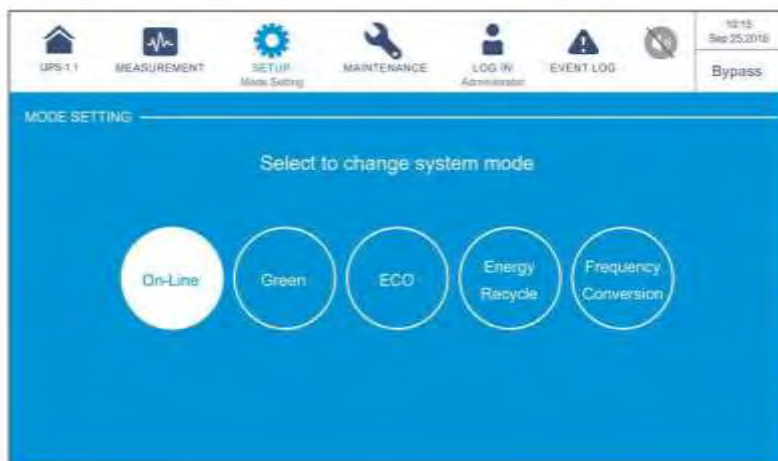 10:15
Sep 25,2018
UPS-1.1
MEASUREMENT
SETUP
Mode Setting
MAINTENANCE
LOG IN
Administrator
EVENT LOG
Bypass
MODE SETTING
Select to change system mode
On-Line
Green
ECO
Energy
Recycle
Frequency
Conversion